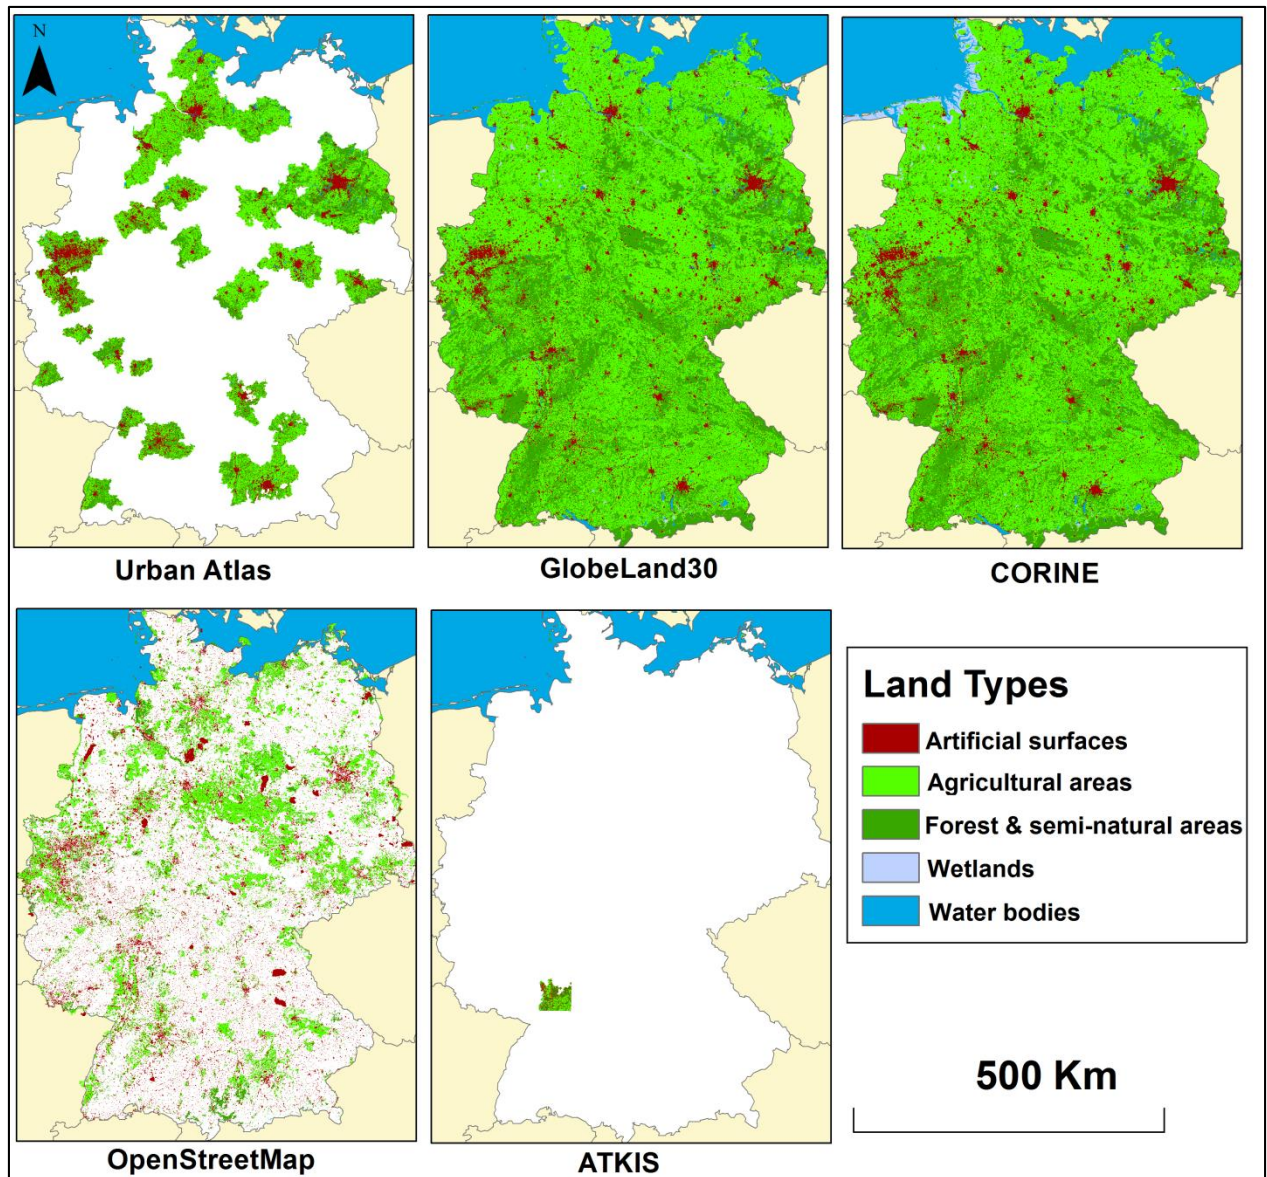 N
Urban Atlas
GlobeLand30
CORINE
OpenStreetMap
ATKIS
Land Types
Artificial surfaces
Agricultural areas
Forest & semi-natural areas
Wetlands
Water bodies
500 Km